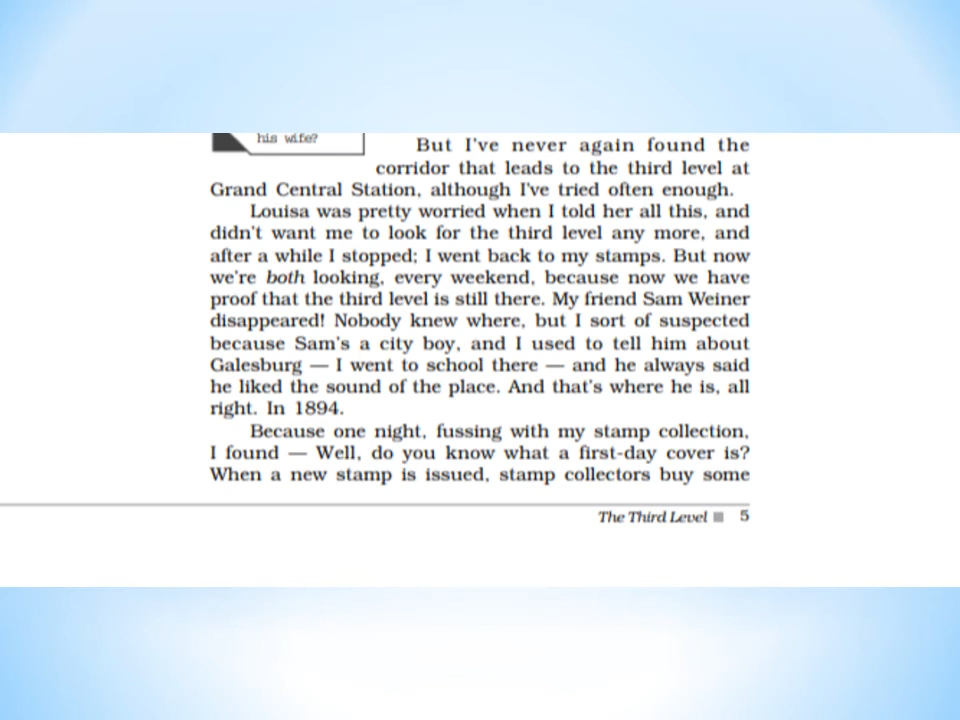 his wife?
But I've never again found the
corridor that leads to the third level at
Grand Central Station, although I've tried often enough.
Louisa was pretty worried when I told her all this, and
didn't want me to look for the third level any more, and
after a while I stopped; I went back to my stamps. But now
we're both looking, every weekend, because now we have
proof that the third level is still there. My friend Sam Weiner
disappeared! Nobody knew where, but I sort of suspected
because Sam's a city boy, and I used to tell him about
Galesburg — I went to school there — and he always said
he liked the sound of the place. And that's where he is, all
right. In 1894.
Because one night, fussing with my stamp collection,
I found — Well, do you know what a first-day cover is?
When a new stamp is issued, stamp collectors buy some
The Third Level ■ 5